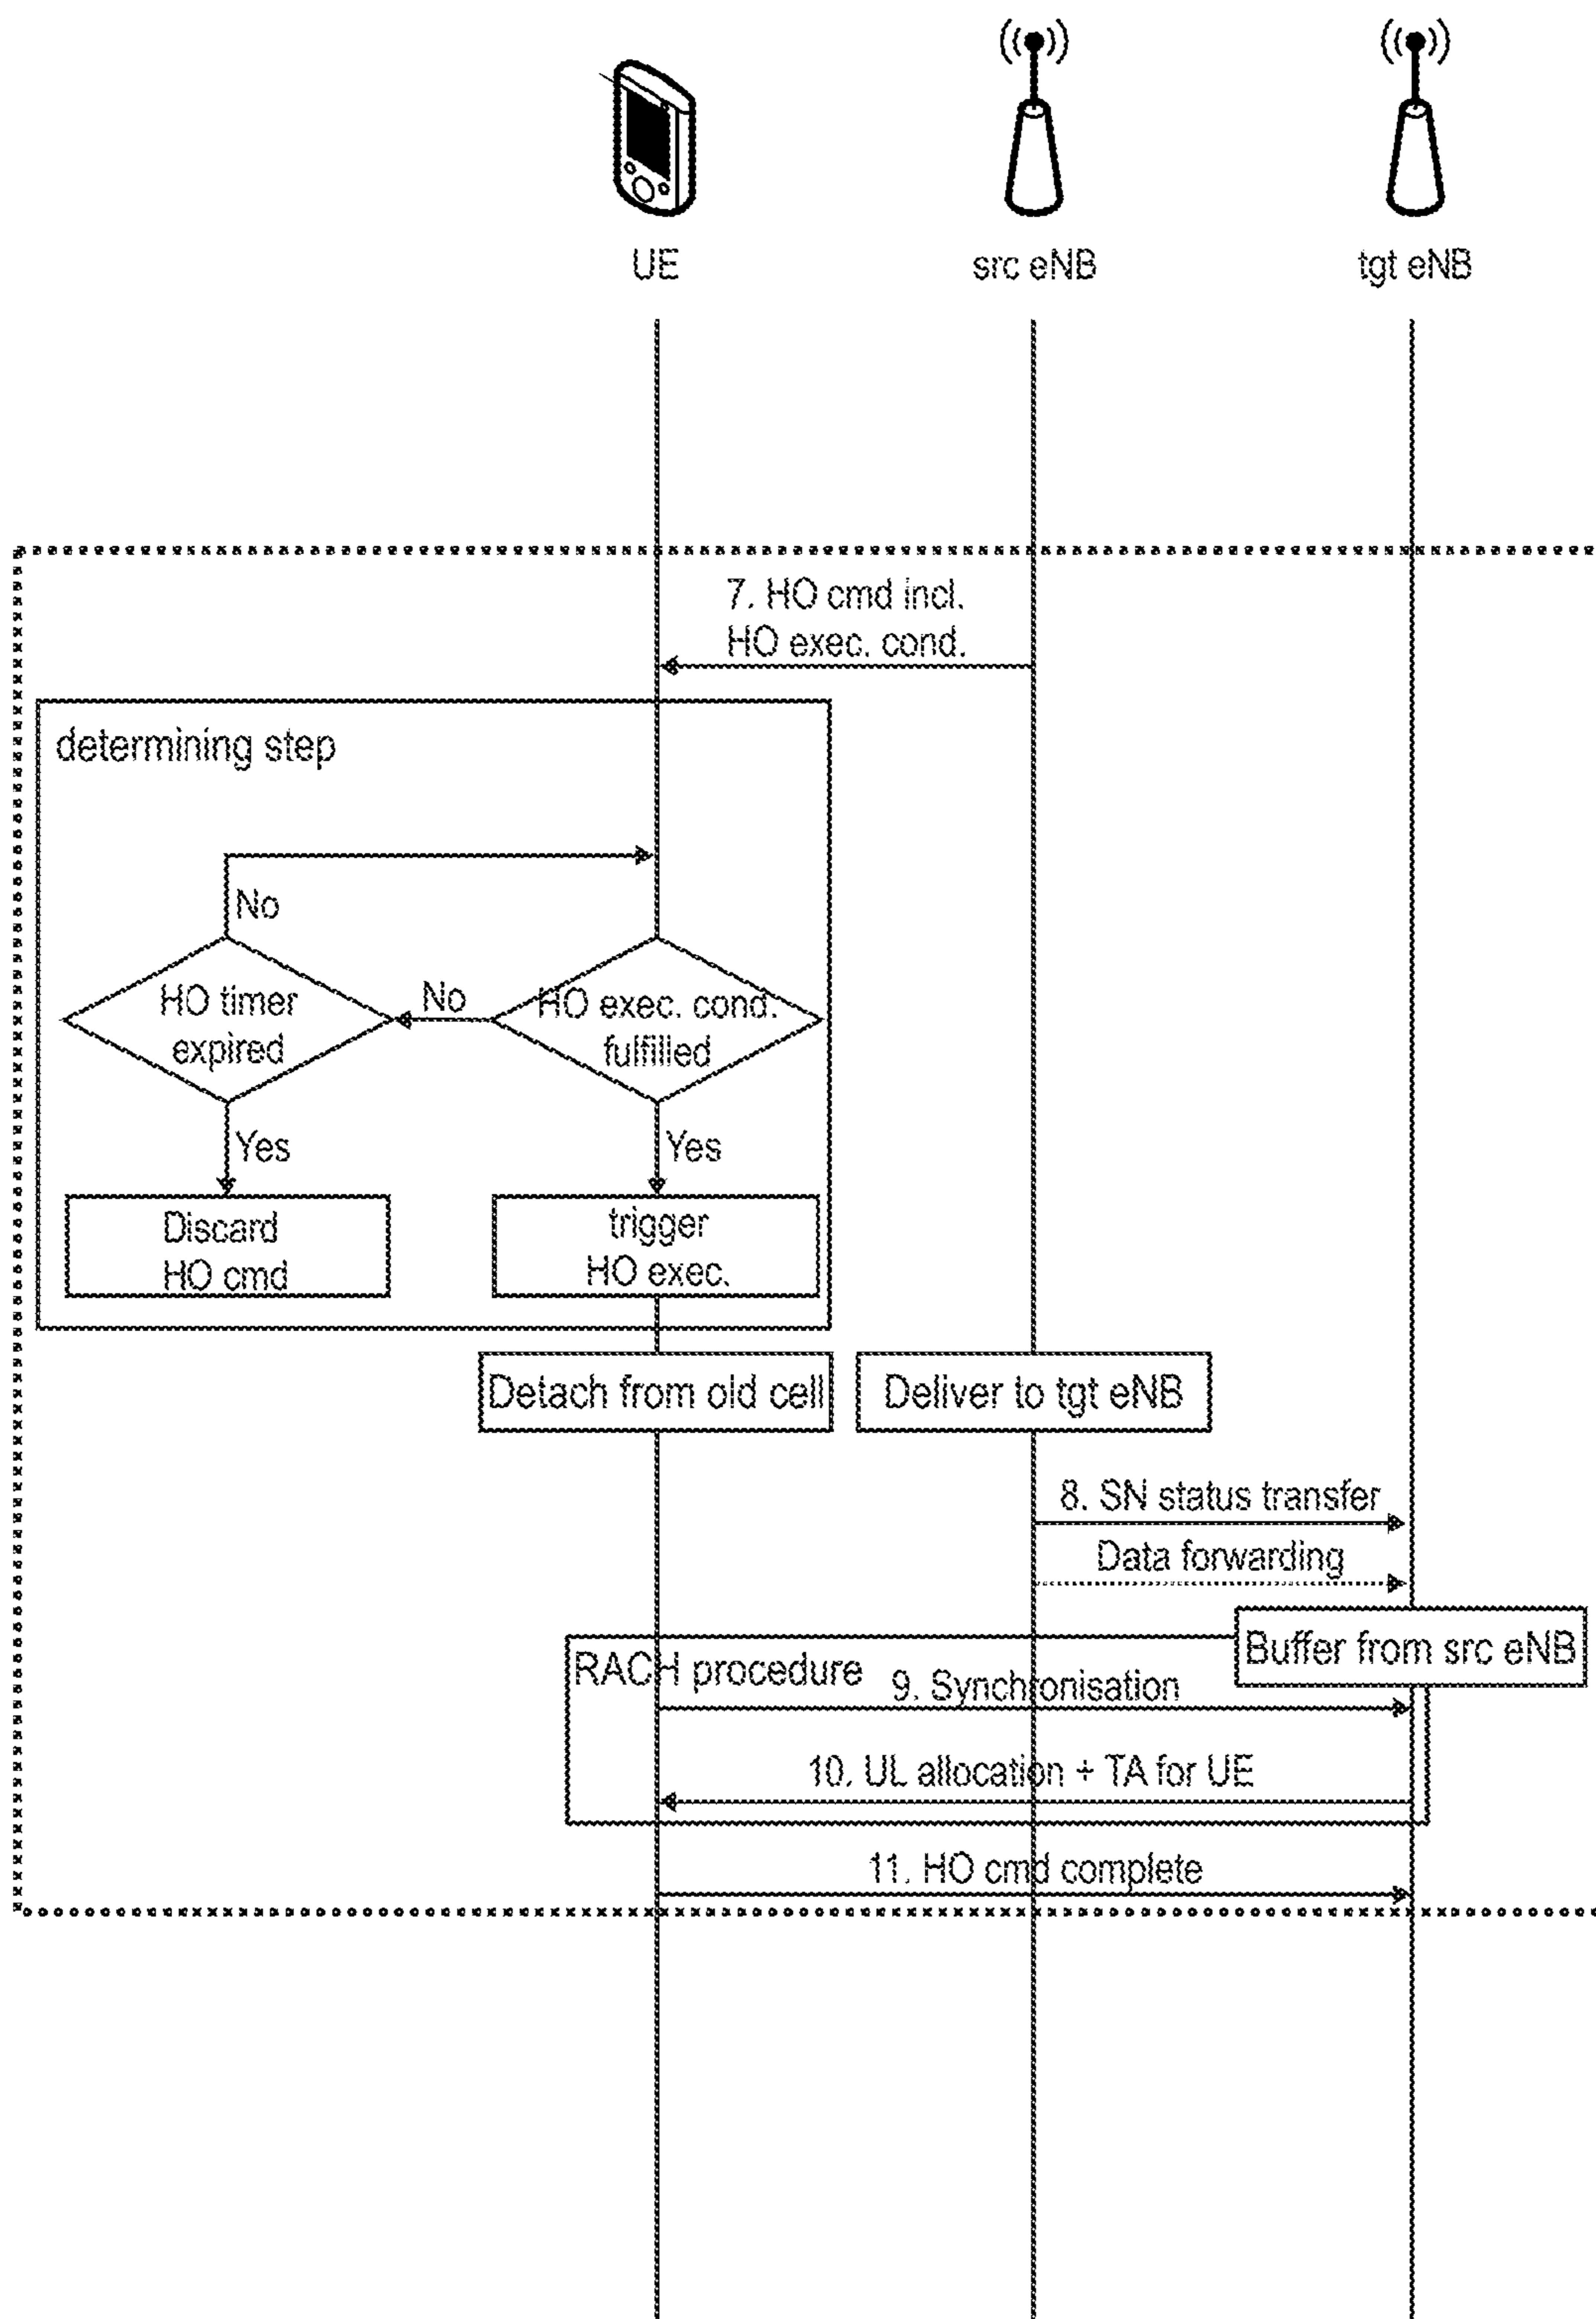 UE
src eNB
tgt eNB
7. HO cmd incl.
HO exec. cond.
determining step
No
HO timer
expired
No
HO exec. cond.
fulfilled
Yes
Yes
Discard
HO cmd
trigger
HO exec.
Detach from old cell
Deliver to tgt eNB
8. SN status transfer
Data forwarding
Buffer from src eNB
RACH procedure
9. Synchronisation
10. UL allocation + TA for UE
11. HO cmd complete